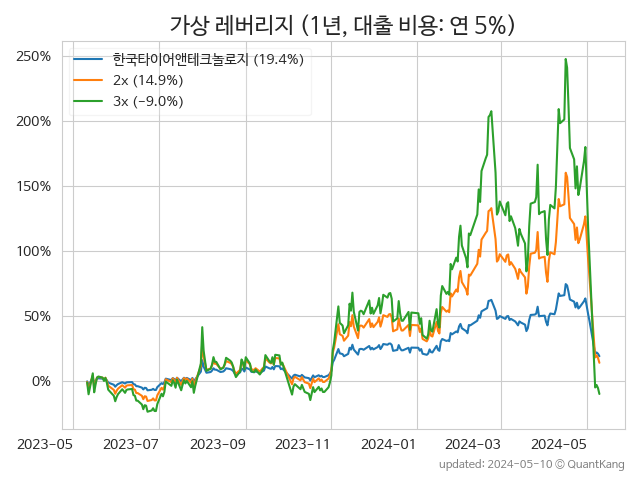 가상 레버리지 (1년, 대출 비용: 연 5%)
한국타이어앤테크놀로지 (19.4%)
2x (14.9%)
3x (−9.0%)
250%
200%
150%
100%
50%
0%
2023-05 2023-07 2023-09 2023-11 2024-01 2024-03 2024-05
updated: 2024-05-10 @ QuantKang